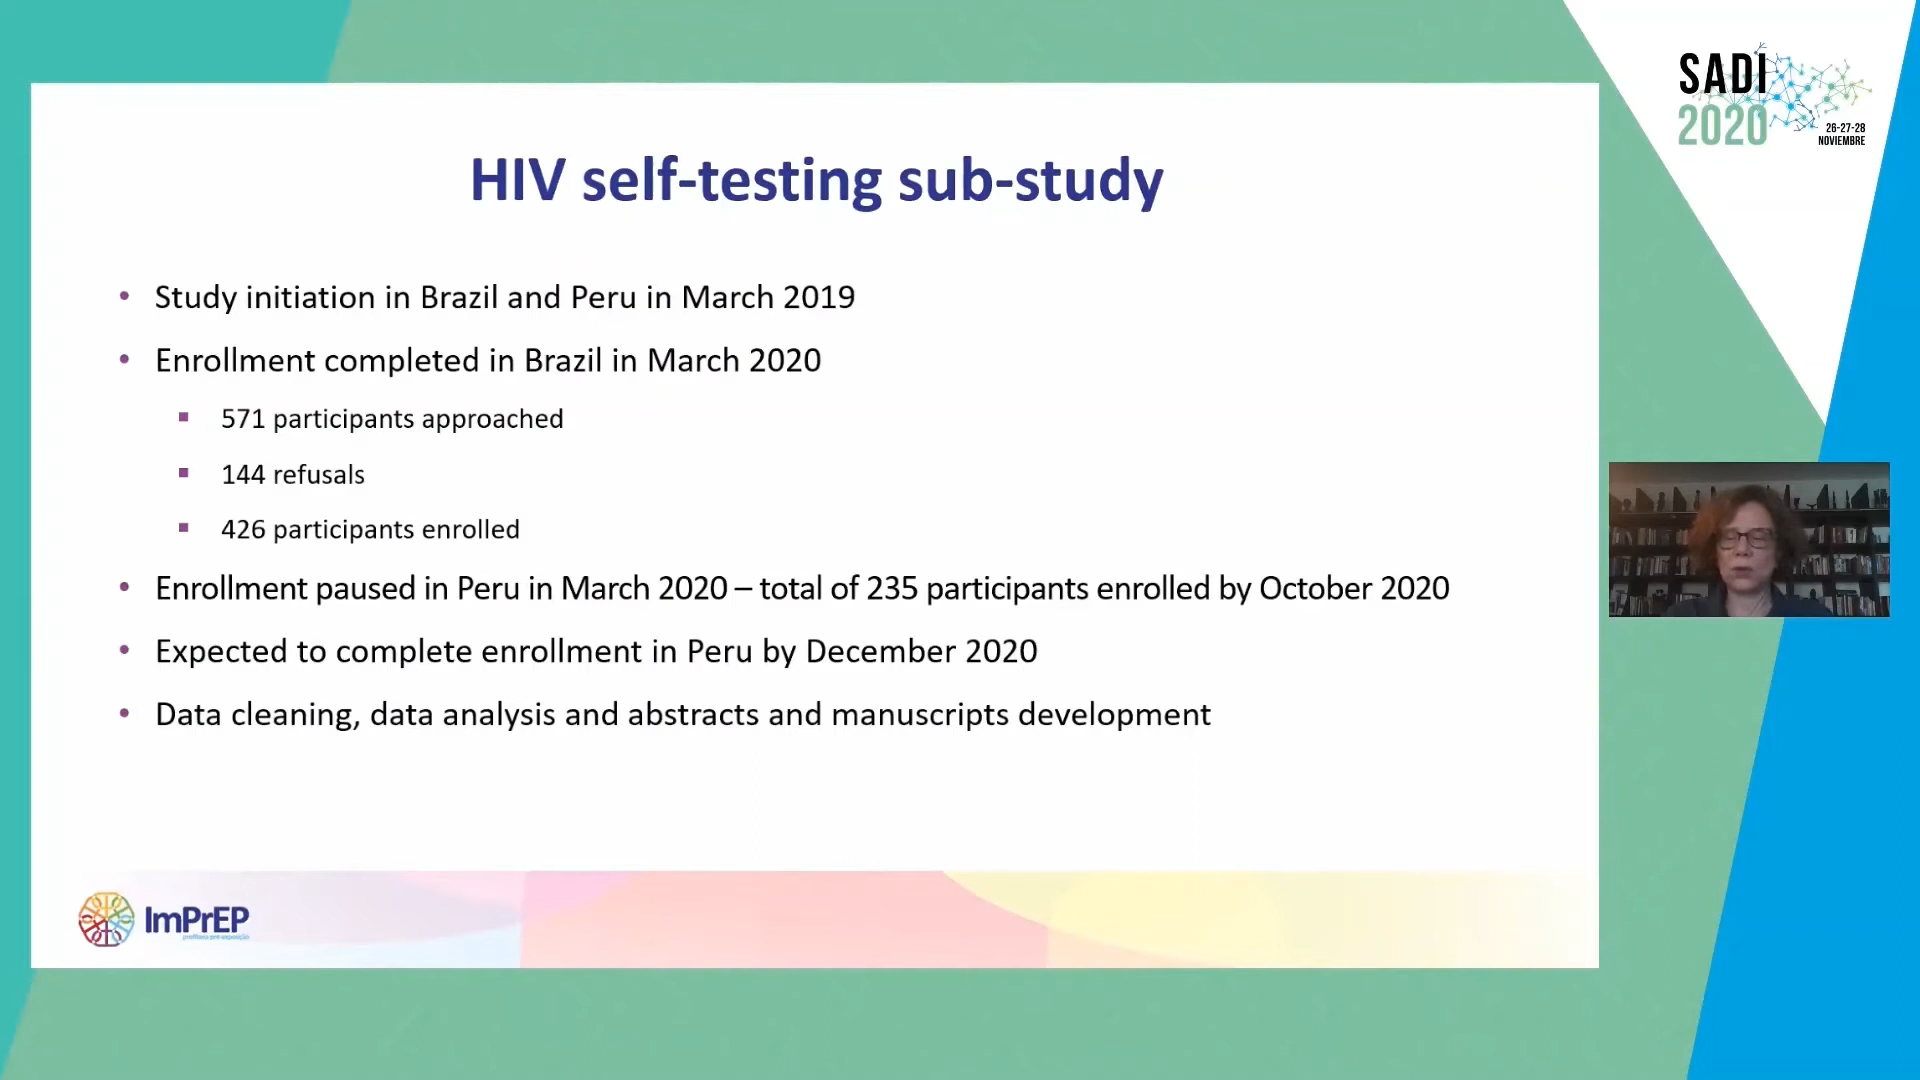 SADI
2020
26-27-28
NOVIEMBRE
HIV self-testing sub-study
• Study initiation in Brazil and Peru in March 2019
• Enrollment completed in Brazil in March 2020
▪ 571 participants approached
▪ 144 refusals
▪ 426 participants enrolled
• Enrollment paused in Peru in March 2020 – total of 235 participants enrolled by October 2020
• Expected to complete enrollment in Peru by December 2020
• Data cleaning, data analysis and abstracts and manuscripts development
ImPrEP
profilaxia pré-exposição